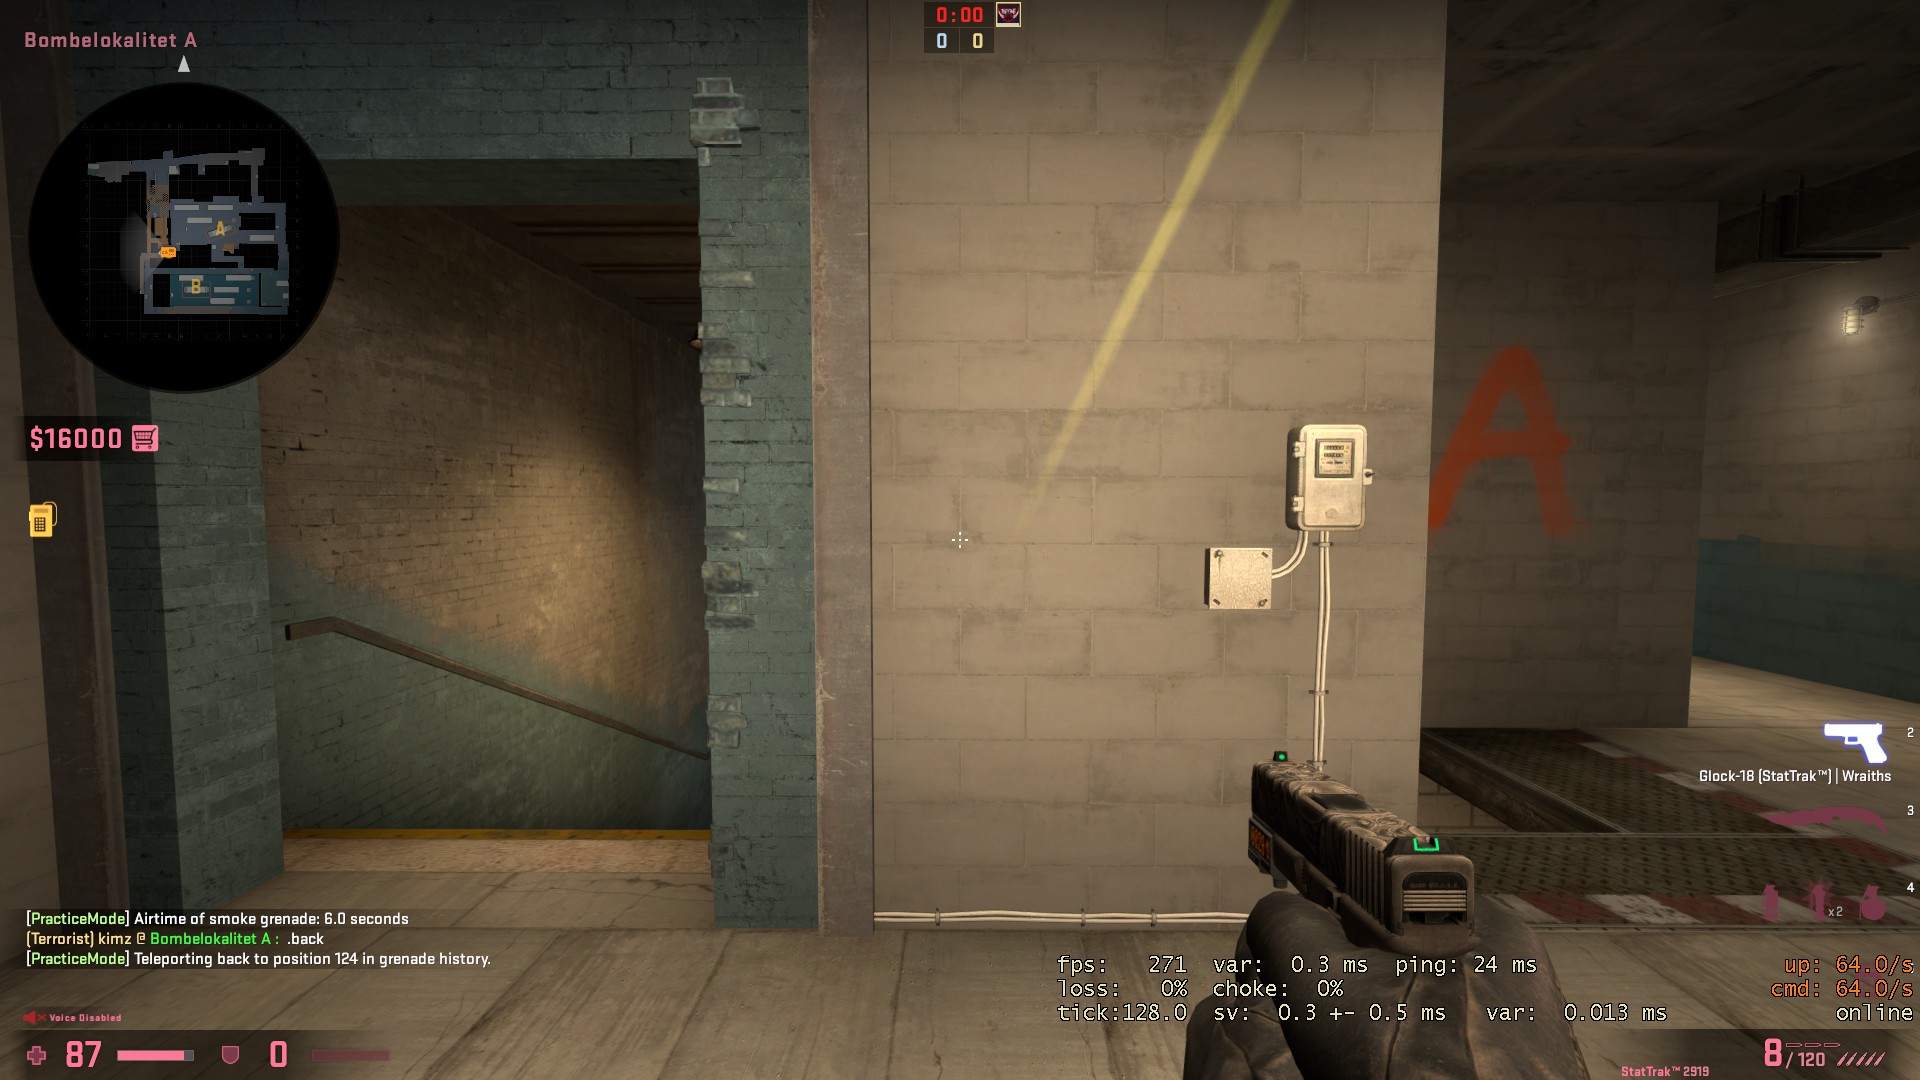 Bombelokalitet A
0:00
0 0
A
B
$16000
A
2
Glock-18 (StatTrak™) | Wraiths
3
4
x2
[PracticeMode] Airtime of smoke grenade: 6.0 seconds
(Terrorist) kimz @ Bombelokalitet A : .back
[PracticeMode] Teleporting back to position 124 in grenade history.
fps: 271 var: 0.3 ms ping: 24 ms
loss: 0% choke: 0%
tick:128.0 sv: 0.3 +- 0.5 ms var: 0.013 ms
up: 64.0/s
cmd: 64.0/s
online
Voice Disabled
87 0
8 / 120
StatTrak™ 2919